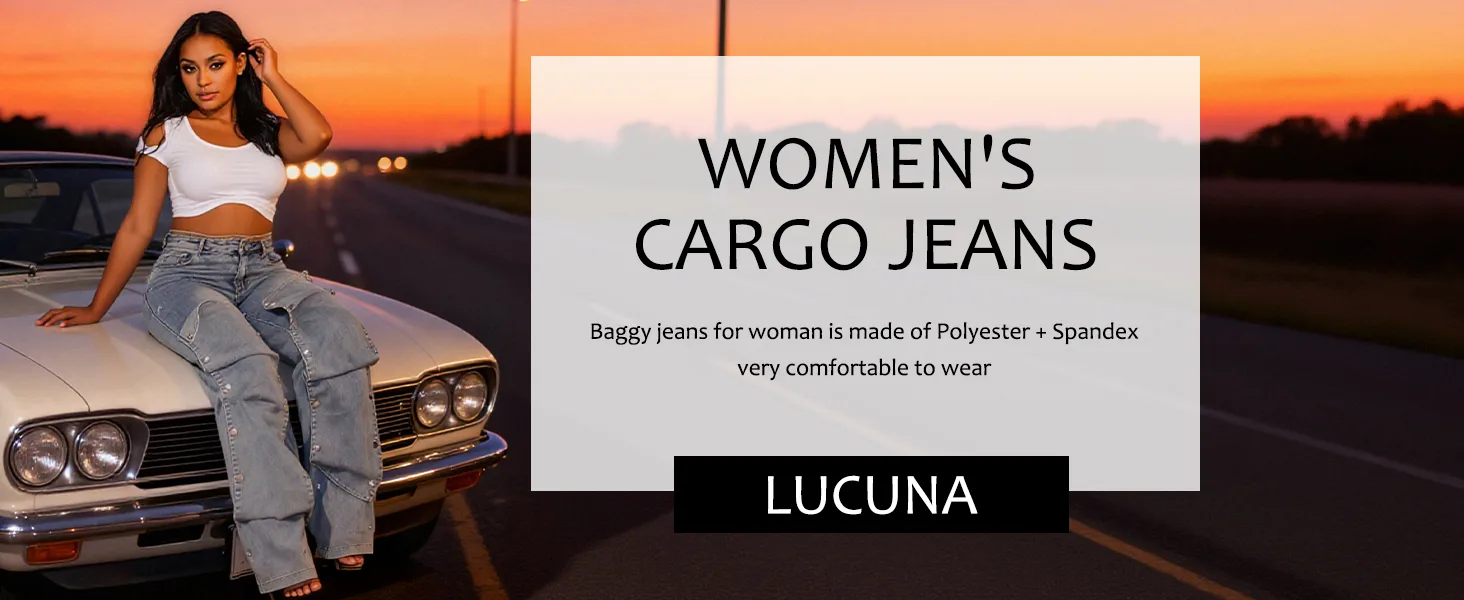 WOMEN'S
CARGO JEANS
Baggy jeans for woman is made of Polyester + Spandex
very comfortable to wear
LUCUNA